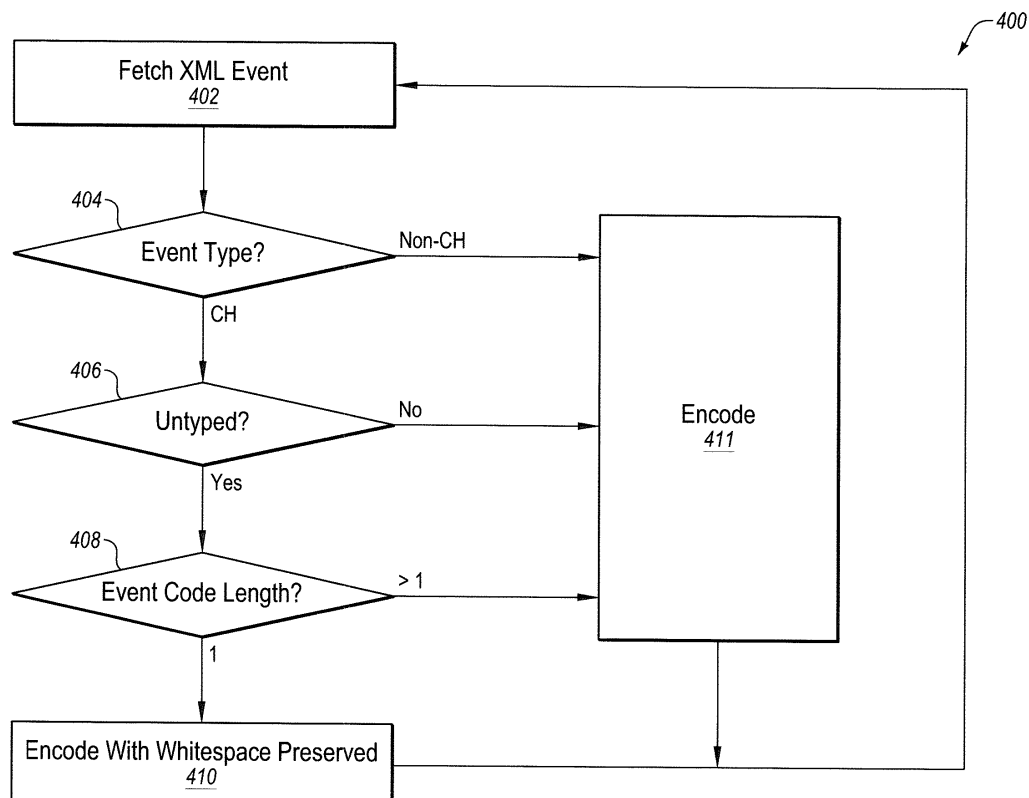 400
Fetch XML Event
402
404
Event Type?
Non-CH
CH
406
Untyped?
No
Yes
Encode
411
408
Event Code Length?
> 1
1
Encode With Whitespace Preserved
410